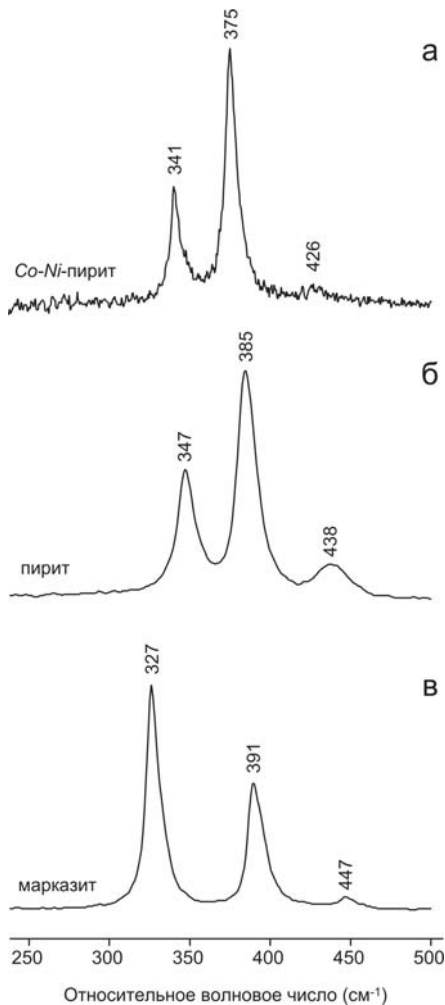 375
а
341
Co-Ni-пирит
426
385
б
347
438
пирит
327
в
391
марказит
447
250 300 350 400 450 500
Относительное волновое число (см⁻¹)